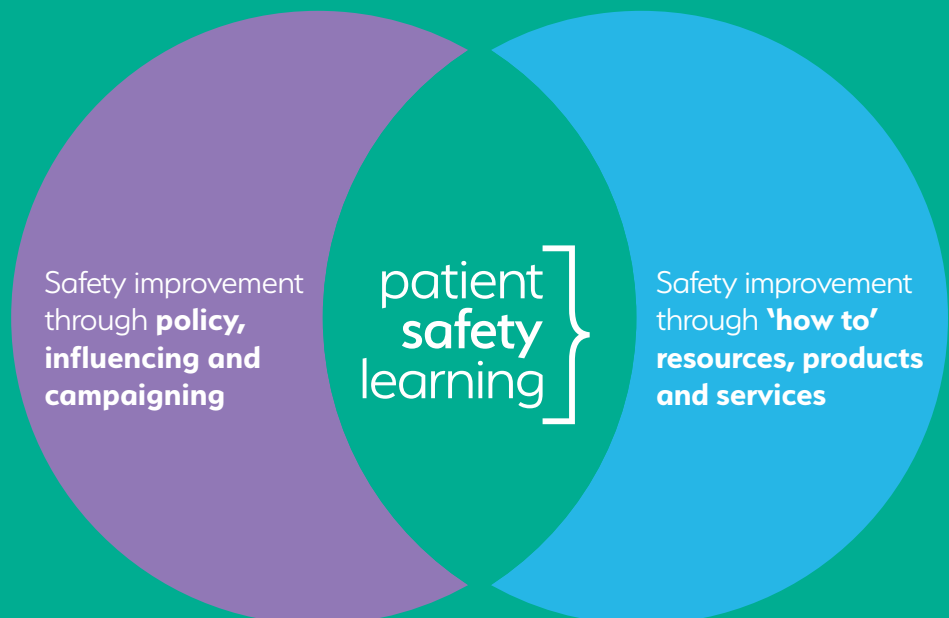 Safety improvement
through policy,
influencing and
campaigning
patient
safety
learning
Safety improvement
through ‘how to’
resources, products
and services